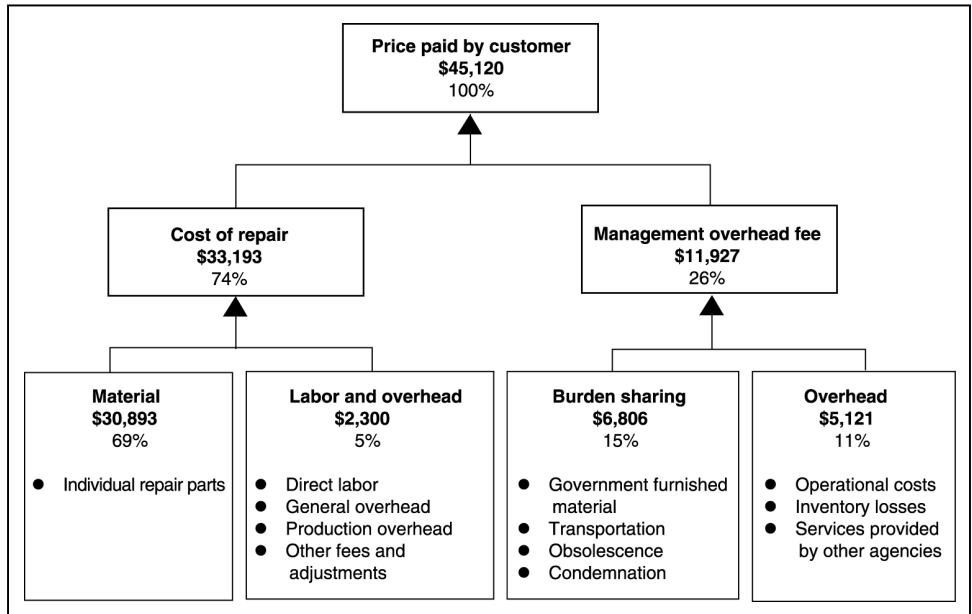 Price paid by customer
$45,120
100%
Cost of repair
$33,193
74%
Management overhead fee
$11,927
26%
Material
$30,893
69%
● Individual repair parts
Labor and overhead
$2,300
5%
● Direct labor
● General overhead
● Production overhead
● Other fees and
adjustments
Burden sharing
$6,806
15%
● Government furnished
material
● Transportation
● Obsolescence
● Condemnation
Overhead
$5,121
11%
● Operational costs
● Inventory losses
● Services provided
by other agencies